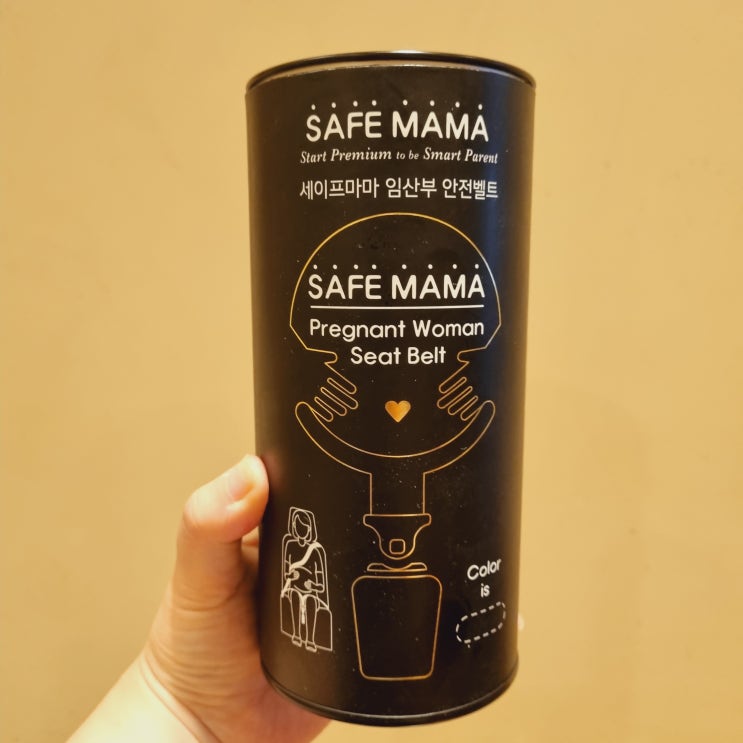 SAFE MAMA
Start Premium to be Smart Parent
세이프마마 임산부 안전벨트
SAFE MAMA
Pregnant Woman
Seat Belt
Color
is